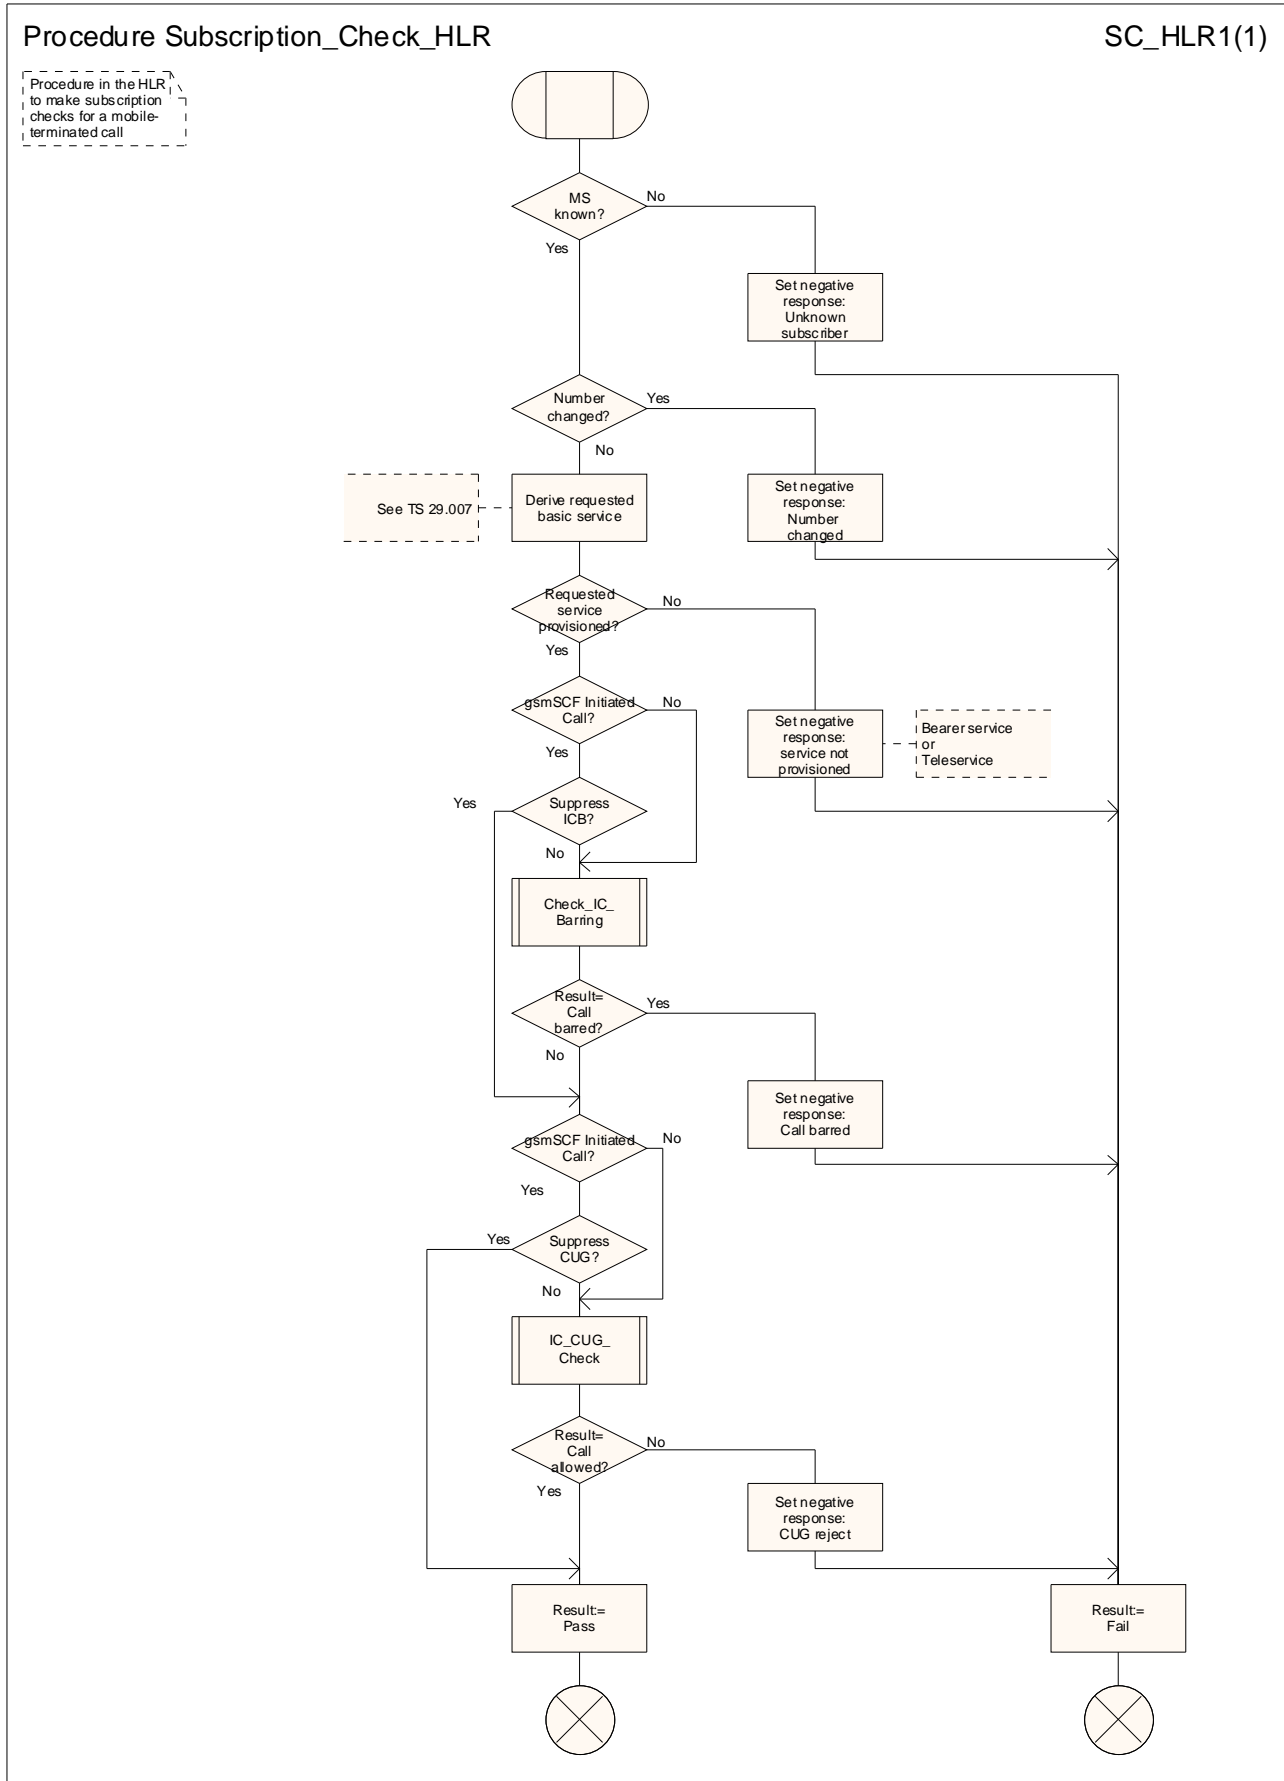 Procedure Subscription_Check_HLR
SC_HLR1(1)
Procedure in the HLR
to make subscription
checks for a mobile-
terminated call
MS
known?
No
Yes
Set negative
response:
Unknown
subscriber
Number
changed?
Yes
No
See TS 29.007
Derive requested
basic service
Set negative
response:
Number
changed
Requested
service
provisioned?
No
Yes
gsmSCF Initiated
Call?
No
Yes
Set negative
response:
service not
provisioned
Bearer service
or
Teleservice
Suppress
ICB?
Yes
No
Check_IC_
Barring
Result=
Call
barred?
Yes
No
Set negative
response:
Call barred
gsmSCF Initiated
Call?
No
Yes
Suppress
CUG?
Yes
No
IC_CUG_
Check
Result=
Call
allowed?
No
Yes
Set negative
response:
CUG reject
Result:=
Pass
Result:=
Fail